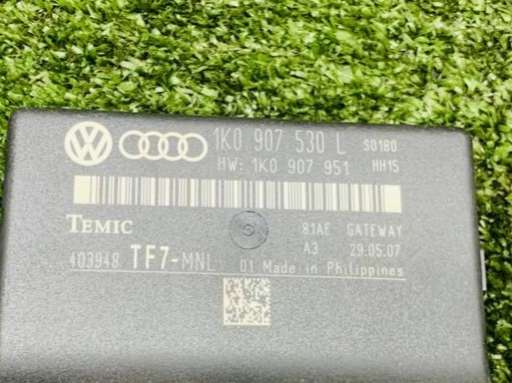 1K0 907 530 L S0180
HW: 1K0 907 951 HH15
TEMIC 81AE GATEWAY
A3 29.05.07
403948 TF7-MNL 01 Made in Philippines